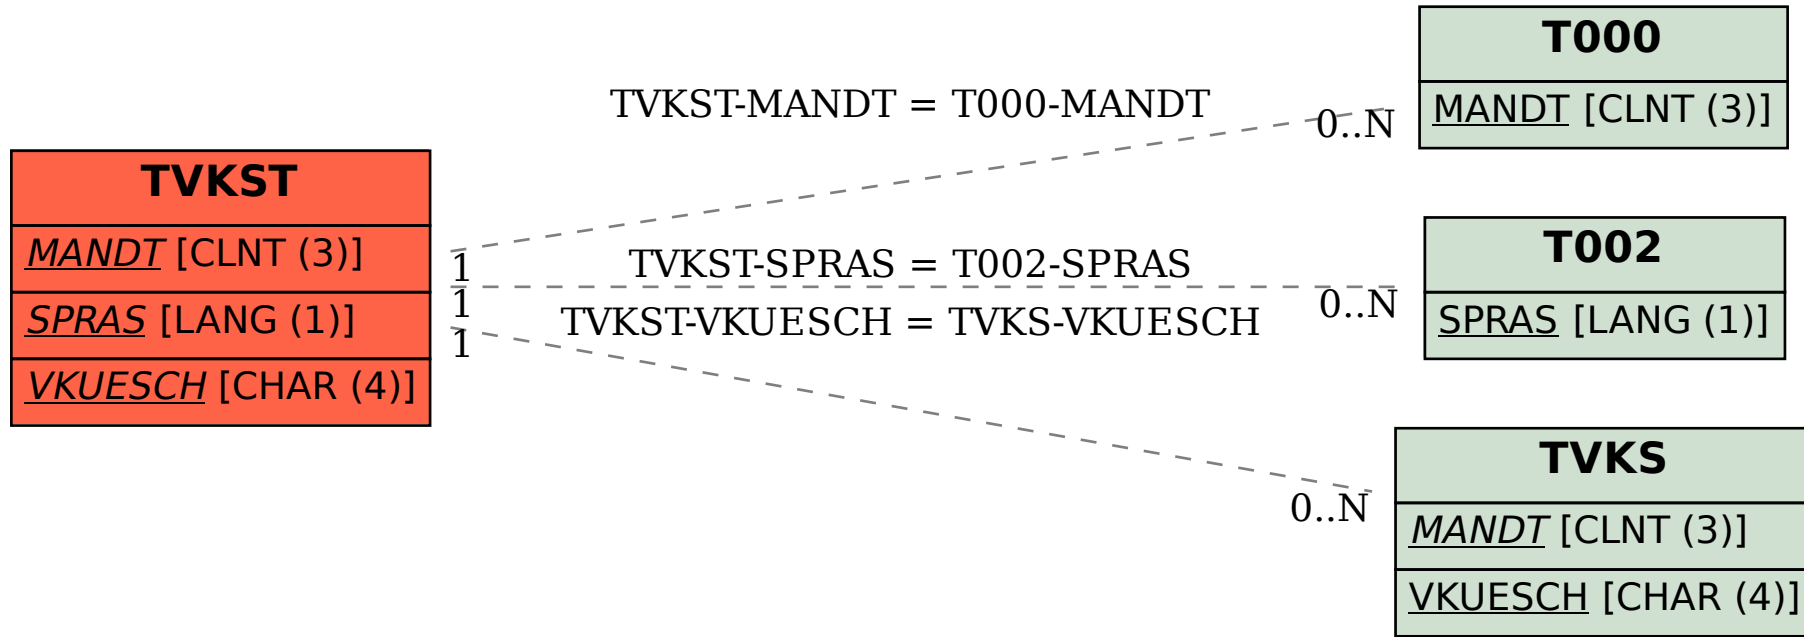 TVKST
MANDT [CLNT (3)]
SPRAS [LANG (1)]
VKUESCH [CHAR (4)]
TVKST-MANDT = T000-MANDT
1
0..N
TVKST-SPRAS = T002-SPRAS
1
0..N
TVKST-VKUESCH = TVKS-VKUESCH
1
0..N
T000
MANDT [CLNT (3)]
T002
SPRAS [LANG (1)]
TVKS
MANDT [CLNT (3)]
VKUESCH [CHAR (4)]